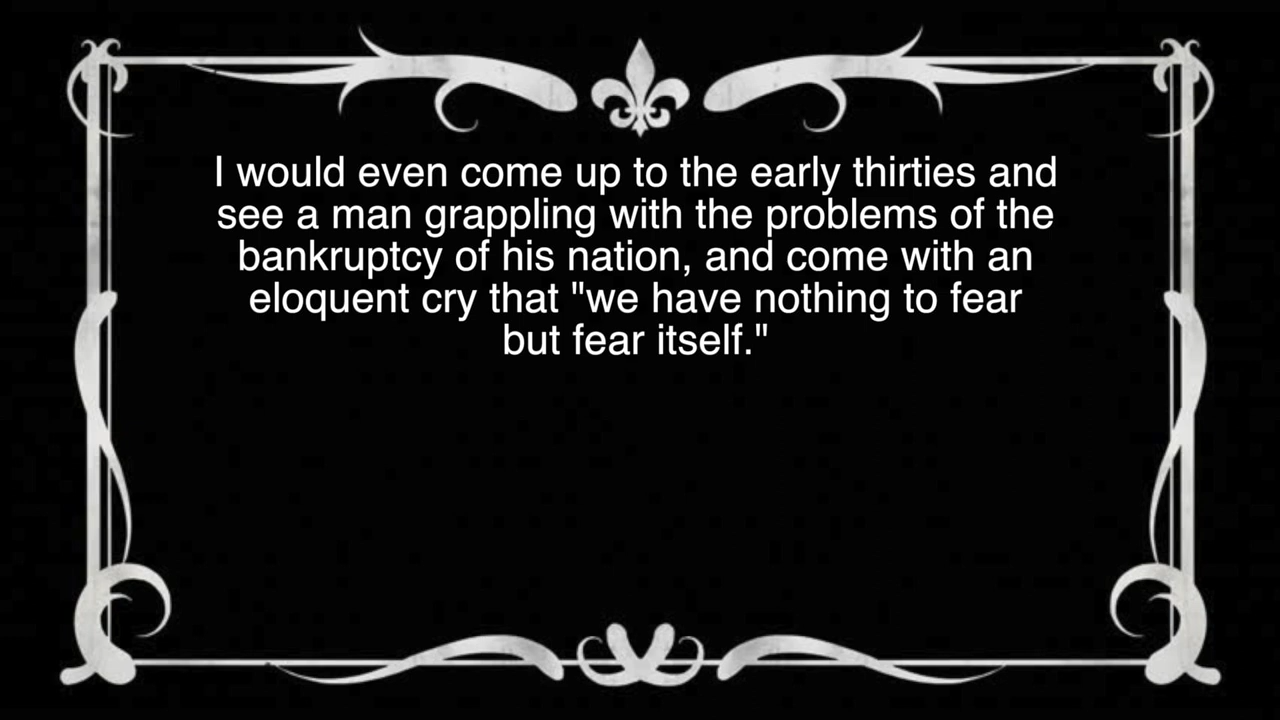 I would even come up to the early thirties and
see a man grappling with the problems of the
bankruptcy of his nation, and come with an
eloquent cry that "we have nothing to fear
but fear itself."